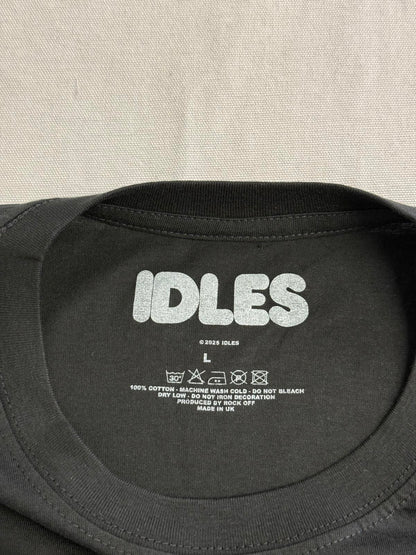 IDLES
©2025 IDLES
L
30°
100% COTTON - MACHINE WASH COLD - DO NOT BLEACH
DRY LOW - DO NOT IRON DECORATION
PRODUCED BY ROCK OFF
MADE IN UK